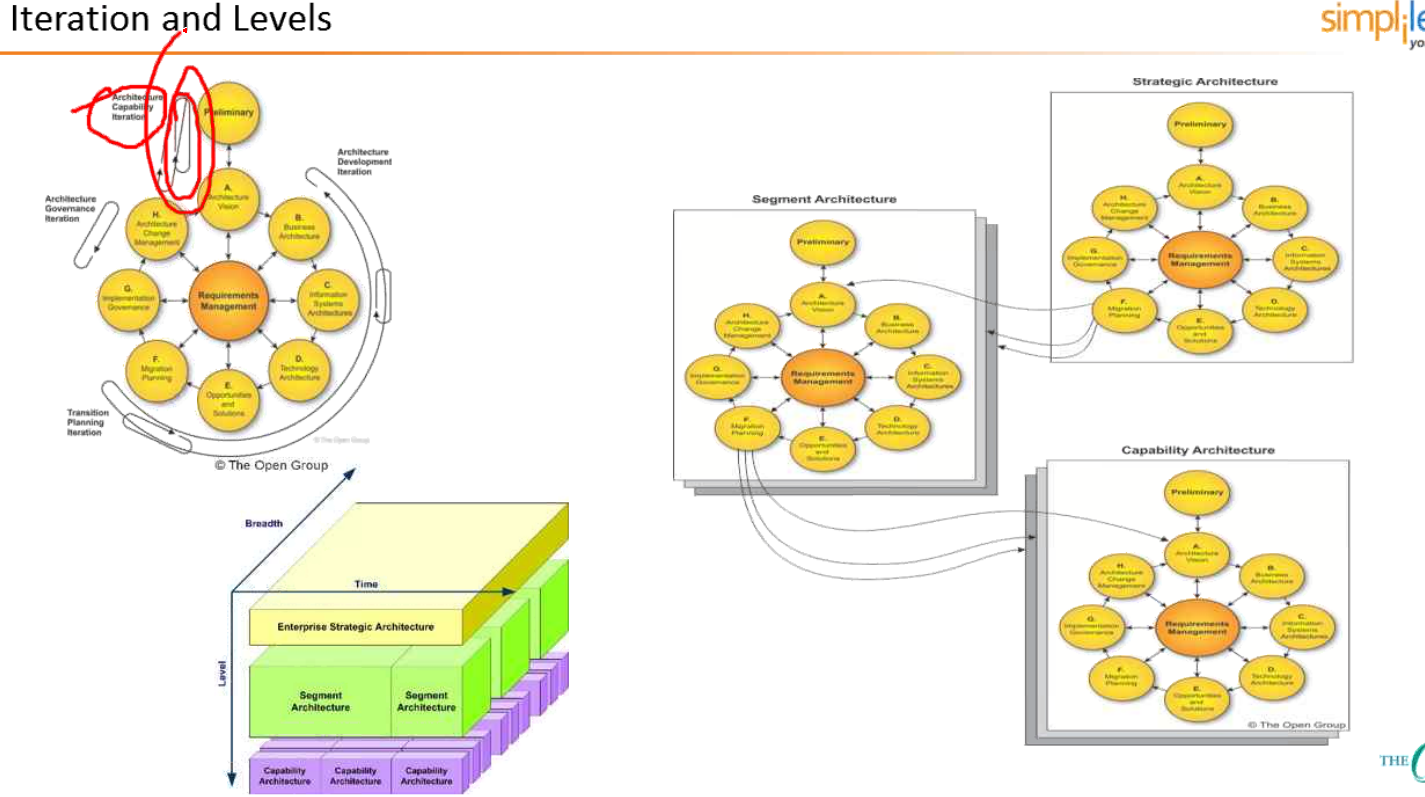 Iteration and Levels
simpl;le
yo
Architecture
Capability
Iteration
Preliminary
Architecture
Development
Iteration
Architecture
Governance
Iteration
A.
Architecture
Vision
B.
Business
Architecture
C.
Information
Systems
Architectures
D.
Technology
Architecture
E.
Opportunities
and
Solutions
F.
Migration
Planning
G.
Implementation
Governance
H.
Architecture
Change
Management
Requirements
Management
Transition
Planning
Iteration
© The Open Group
© The Open Group
Breadth
Time
Level
Enterprise Strategic Architecture
Segment
Architecture
Segment
Architecture
Capability
Architecture
Capability
Architecture
Capability
Architecture
Segment Architecture
Preliminary
A.
Architecture
Vision
B.
Business
Architecture
C.
Information
Systems
Architectures
D.
Technology
Architecture
E.
Opportunities
and
Solutions
F.
Migration
Planning
G.
Implementation
Governance
H.
Architecture
Change
Management
Requirements
Management
Strategic Architecture
Preliminary
A.
Architecture
Vision
B.
Business
Architecture
C.
Information
Systems
Architectures
D.
Technology
Architecture
E.
Opportunities
and
Solutions
F.
Migration
Planning
G.
Implementation
Governance
H.
Architecture
Change
Management
Requirements
Management
Capability Architecture
Preliminary
A.
Architecture
Vision
B.
Business
Architecture
C.
Information
Systems
Architectures
D.
Technology
Architecture
E.
Opportunities
and
Solutions
F.
Migration
Planning
G.
Implementation
Governance
H.
Architecture
Change
Management
Requirements
Management
© The Open Group
THE